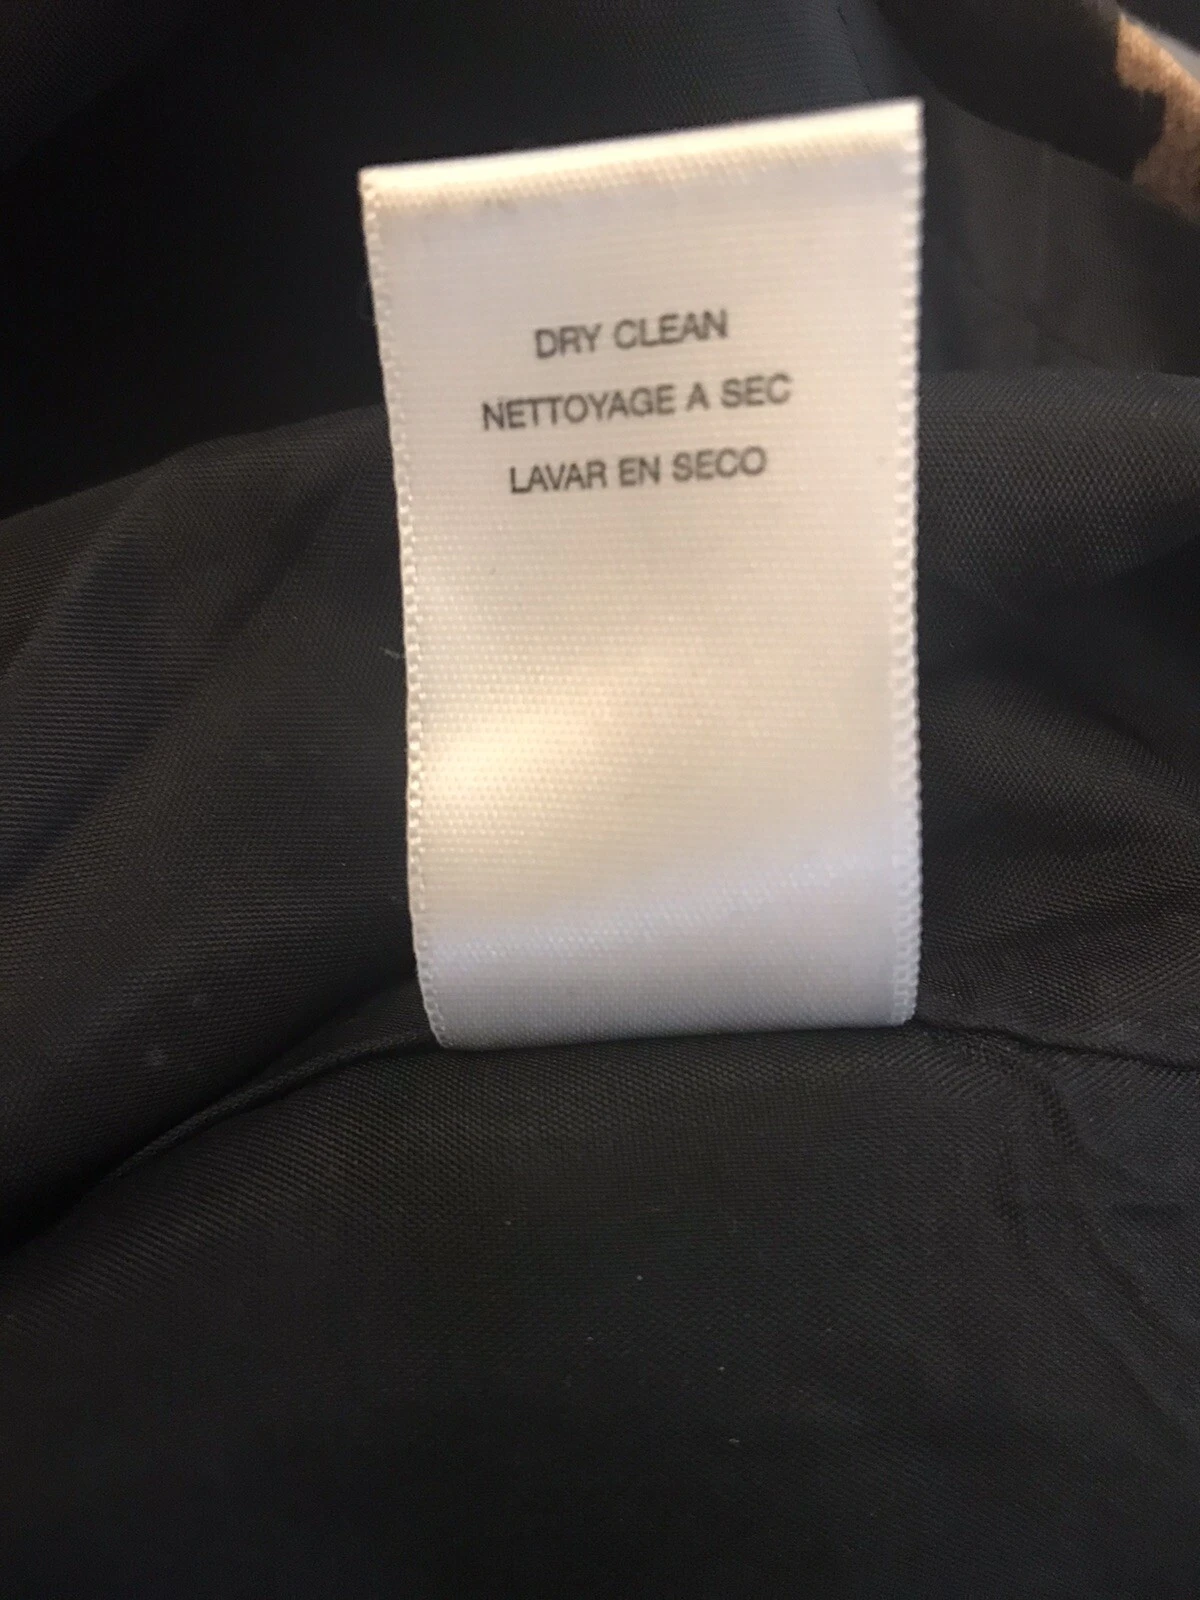 DRY CLEAN
NETTOYAGE A SEC
LAVAR EN SECO